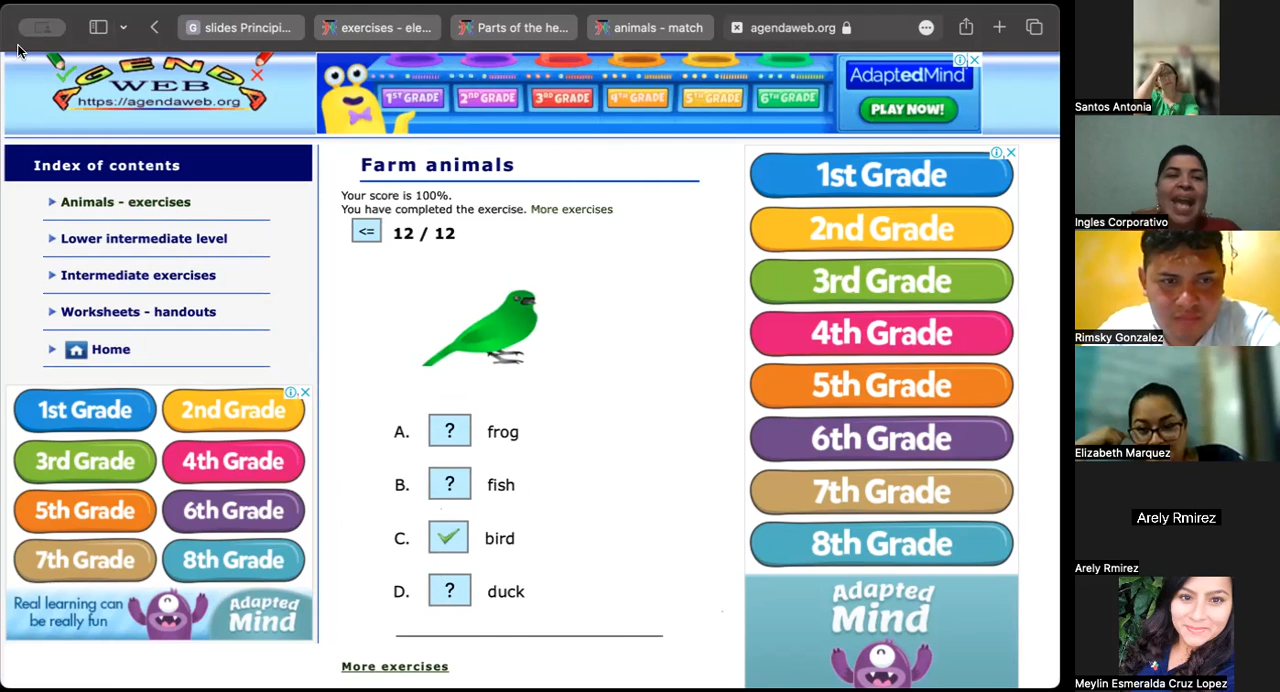 slides Principi...
exercises - ele...
Parts of the he...
animals - match
agendaweb.org
AGENDA
WEB
https://agendaweb.org
1ST GRADE
2ND GRADE
3RD GRADE
4TH GRADE
5TH GRADE
6TH GRADE
AdaptedMind
PLAY NOW!
Index of contents
Animals - exercises
Lower intermediate level
Intermediate exercises
Worksheets - handouts
Home
1st Grade
2nd Grade
3rd Grade
4th Grade
5th Grade
6th Grade
7th Grade
8th Grade
Real learning can
be really fun
Adapted
Mind
Farm animals
Your score is 100%.
You have completed the exercise. More exercises
<= 12 / 12
A. ? frog
B. ? fish
C. bird
D. ? duck
More exercises
1st Grade
2nd Grade
3rd Grade
4th Grade
5th Grade
6th Grade
7th Grade
8th Grade
Adapted
Mind
Santos Antonia
Ingles Corporativo
Rimsky Gonzalez
Elizabeth Marquez
Arely Rmirez
Arely Rmirez
Meylin Esmeralda Cruz Lopez